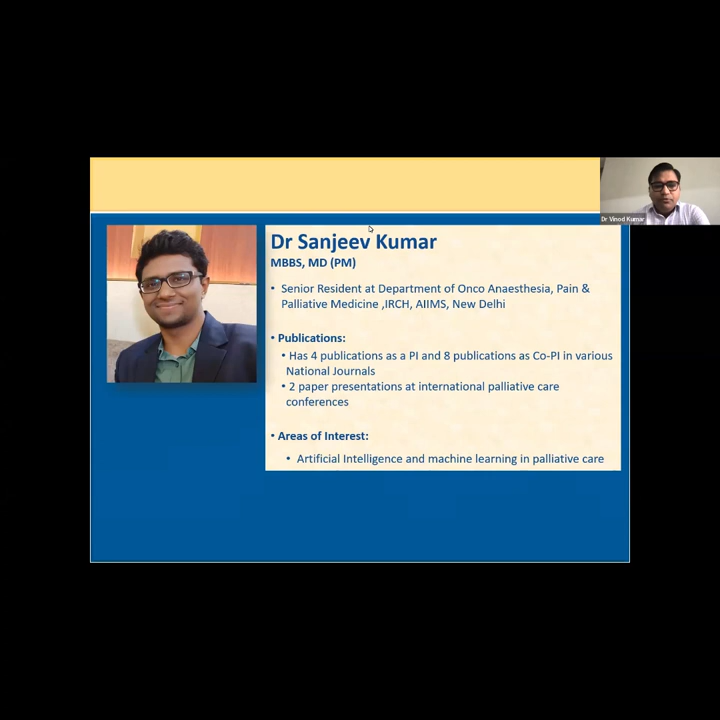 Dr Vinod Kumar
Dr Sanjeev Kumar
MBBS, MD (PM)
• Senior Resident at Department of Onco Anaesthesia, Pain &
Palliative Medicine ,IRCH, AIIMS, New Delhi
• Publications:
• Has 4 publications as a PI and 8 publications as Co-PI in various
National Journals
• 2 paper presentations at international palliative care
conferences
• Areas of Interest:
• Artificial Intelligence and machine learning in palliative care